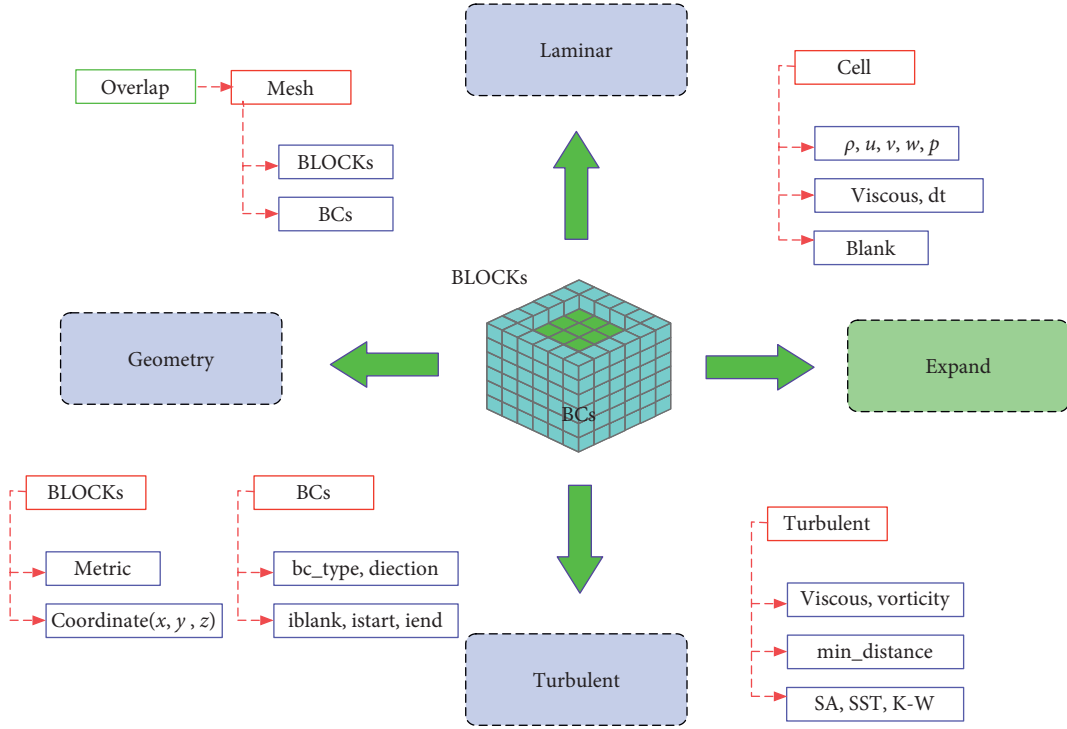 Laminar
Overlap
Mesh
BLOCKs
BCs
Cell
ρ, u, v, w, p
Viscous, dt
Blank
BLOCKs
BCs
Geometry
Expand
BLOCKs
Metric
Coordinate(x, y , z)
BCs
bc_type, diection
iblank, istart, iend
Turbulent
Turbulent
Viscous, vorticity
min_distance
SA, SST, K-W